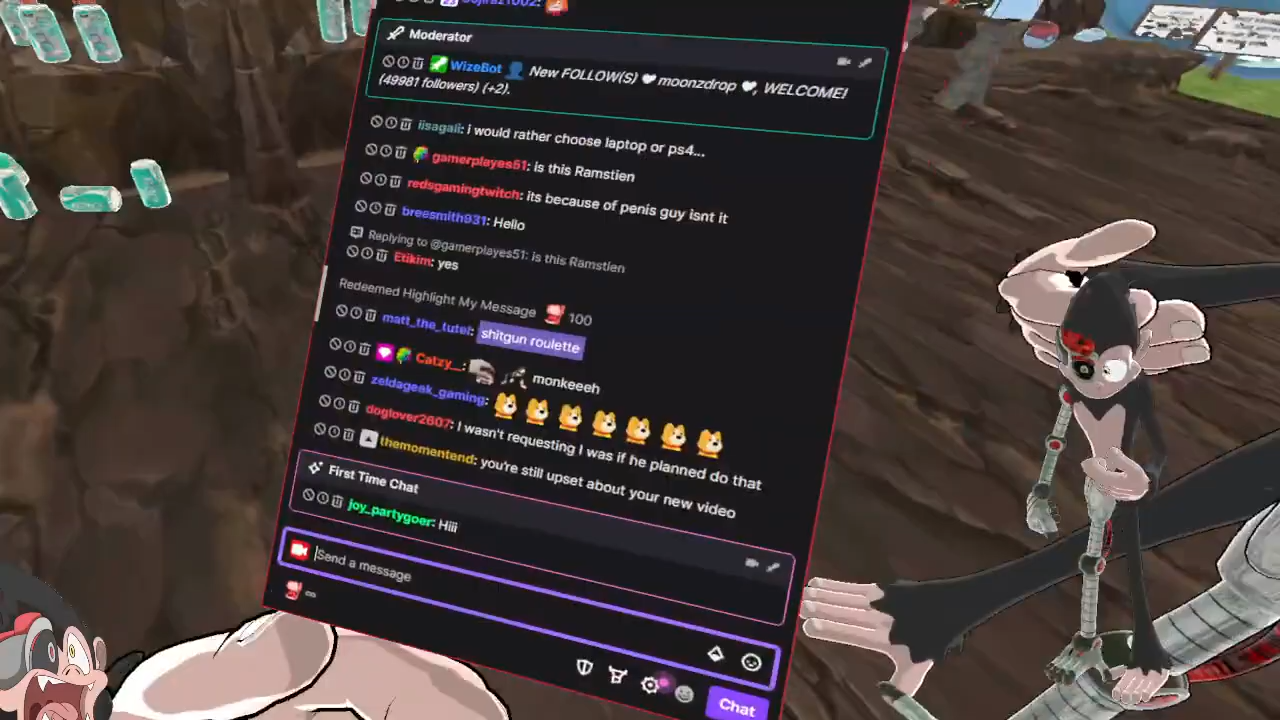 Moderator
WizeBot New FOLLOW(S) moonzdrop, WELCOME!
(49981 followers) (+2).
iisagaii: i would rather choose laptop or ps4...
gamerplayes51: is this Ramstien
redsgamingtwitch: its because of penis guy isnt it
breesmith931: Hello
Replying to @gamerplayes51: is this Ramstien
Etikim: yes
Redeemed Highlight My Message 100
matt_the_tutel: shitgun roulette
Catzy_: monkeeeh
zeldageek_gaming:
doglover2607: I wasn't requesting I was if he planned do that
themomentend: you're still upset about your new video
First Time Chat
joy_partygoer: Hiii
Send a message
∞
Chat